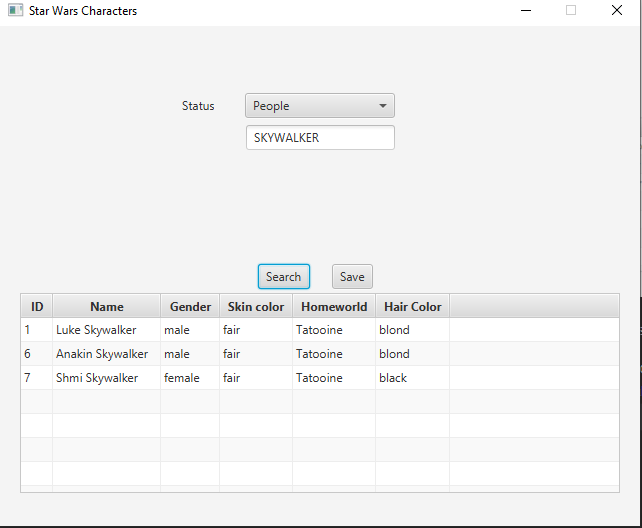 Star Wars Characters
Status People
SKYWALKER
Search Save
ID Name Gender Skin color Homeworld Hair Color
1 Luke Skywalker male fair Tatooine blond
6 Anakin Skywalker male fair Tatooine blond
7 Shmi Skywalker female fair Tatooine black